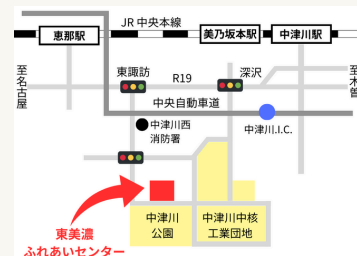 JR 中央本線
恵那駅
美乃坂本駅
中津川駅
至名古屋
東諏訪
R19
深沢
至木曽
中央自動車道
中津川西
消防署
中津川I.C.
中津川
公園
中津川中核
工業団地
東美濃
ふれあいセンター